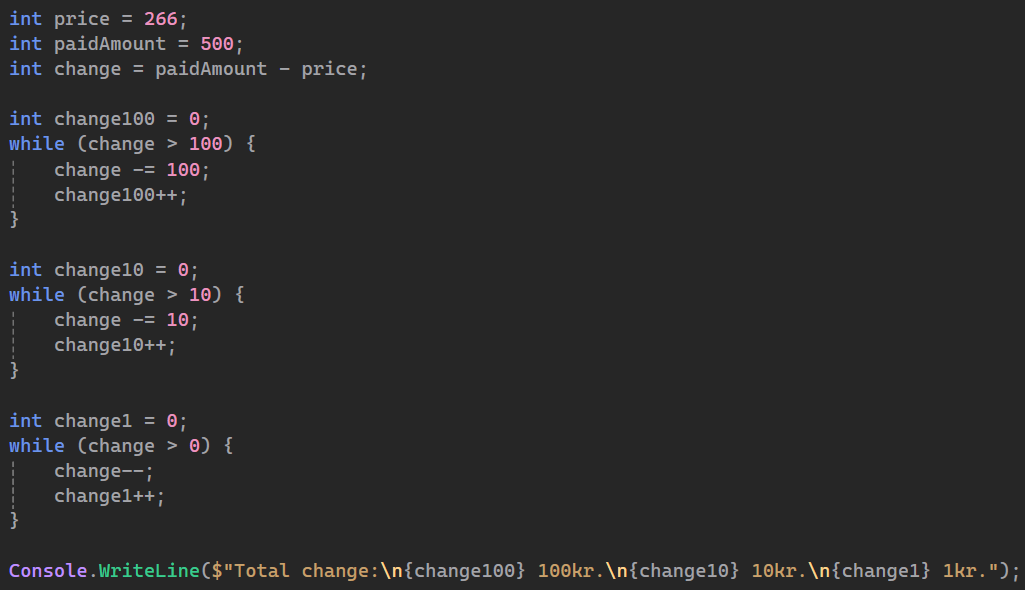 int price = 266;
int paidAmount = 500;
int change = paidAmount - price;
int change100 = 0;
while (change > 100) {
change -= 100;
change100++;
}
int change10 = 0;
while (change > 10) {
change -= 10;
change10++;
}
int change1 = 0;
while (change > 0) {
change--;
change1++;
}
Console.WriteLine($"Total change:\n{change100} 100kr.\n{change10} 10kr.\n{change1} 1kr.");